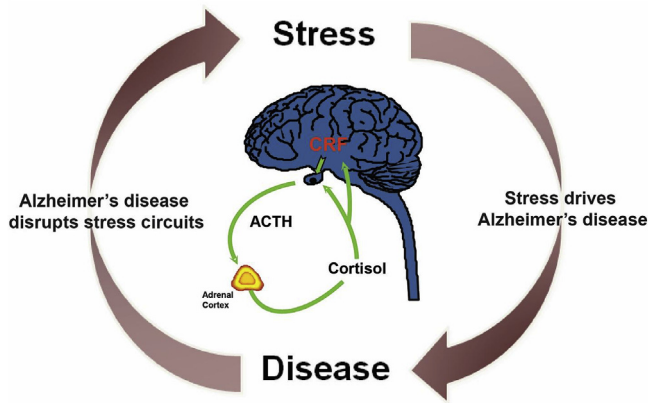 Stress
CRF
Alzheimer's disease
disrupts stress circuits
Stress drives
Alzheimer's disease
ACTH
Cortisol
Adrenal
Cortex
Disease